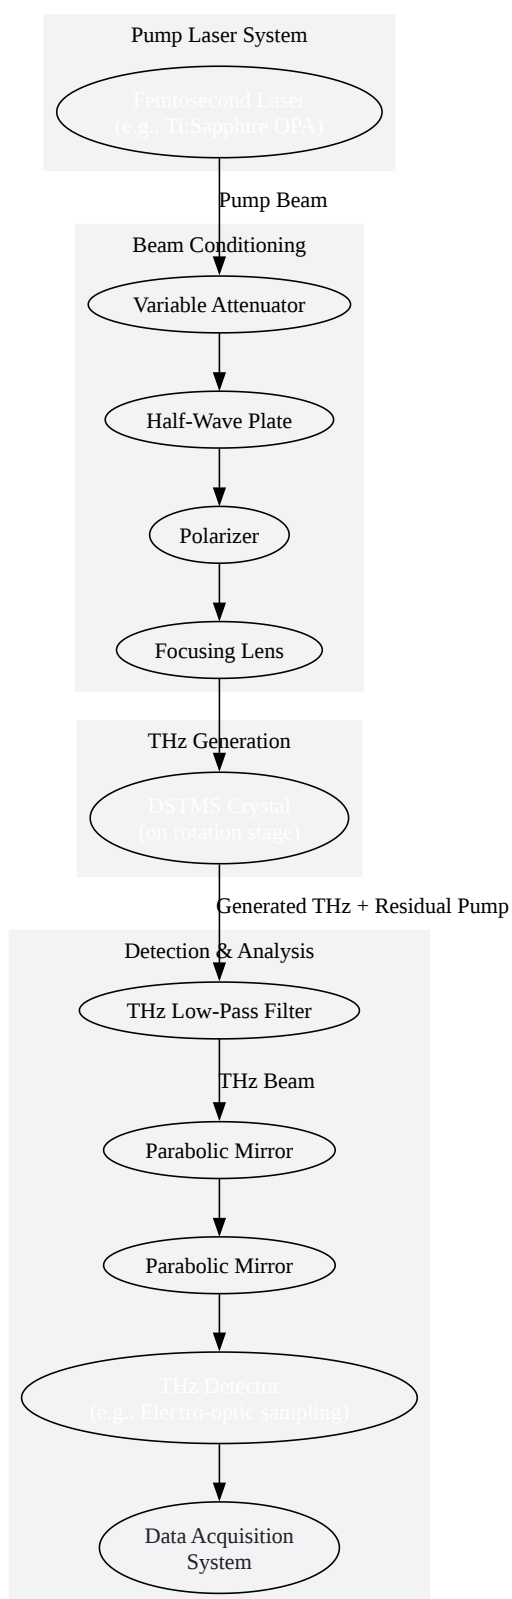 Pump Laser System
Femtosecond Laser
(e.g., Ti:Sapphire OPA)
Pump Beam
Beam Conditioning
Variable Attenuator
Half-Wave Plate
Polarizer
Focusing Lens
THz Generation
DSTMS Crystal
(on rotation stage)
Generated THz + Residual Pump
Detection & Analysis
THz Low-Pass Filter
THz Beam
Parabolic Mirror
Parabolic Mirror
THz Detector
(e.g., Electro-optic sampling)
Data Acquisition
System